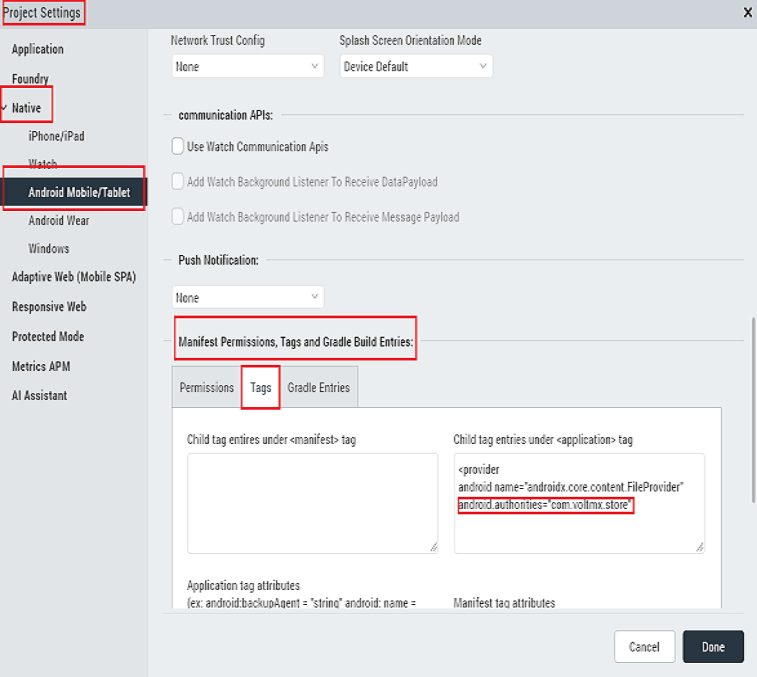 Project Settings
X
Application
Foundry
Native
iPhone/iPad
Watch
Android Mobile/Tablet
Android Wear
Windows
Adaptive Web (Mobile SPA)
Responsive Web
Protected Mode
Metrics APM
AI Assistant
Network Trust Config
Splash Screen Orientation Mode
None
Device Default
communication APIs:
Use Watch Communication Apis
Add Watch Background Listener To Receive DataPayload
Add Watch Background Listener To Receive Message Payload
Push Notification:
None
Manifest Permissions, Tags and Gradle Build Entries:
Permissions
Tags
Gradle Entries
Child tag entires under <manifest> tag
Child tag entries under <application> tag
<provider
android name="androidx.core.content.FileProvider"
android.authorities="com.voltmx.store"
Application tag attributes
(ex: android:backupAgent = "string" android: name =
Manifest tag attributes
Cancel
Done